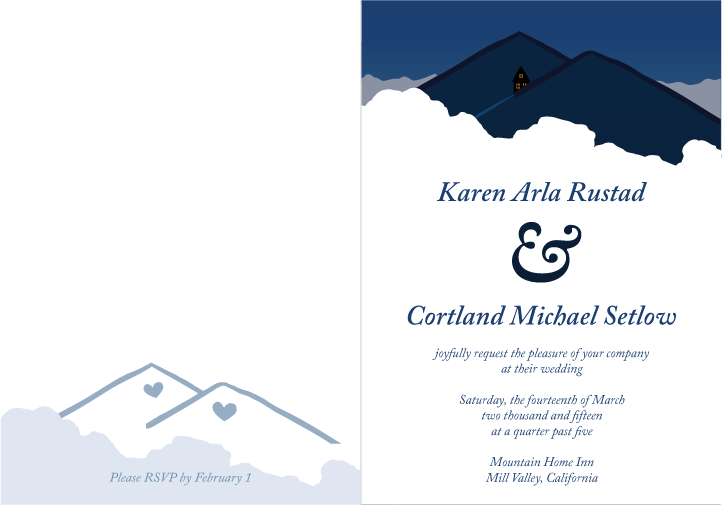 Please RSVP by February 1
Karen Arla Rustad
&
Cortland Michael Setlow
joyfully request the pleasure of your company
at their wedding
Saturday, the fourteenth of March
two thousand and fifteen
at a quarter past five
Mountain Home Inn
Mill Valley, California